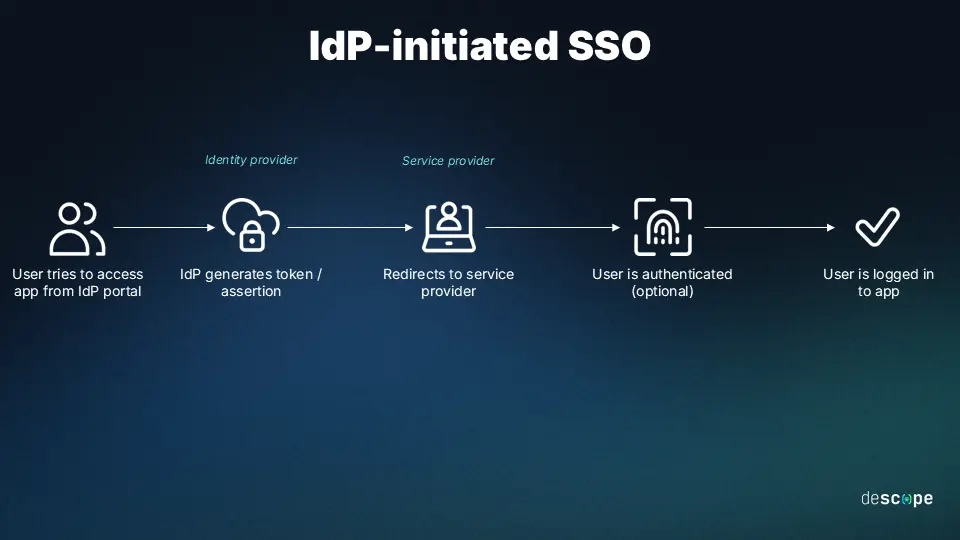 IdP-initiated SSO
Identity provider
Service provider
User tries to access
app from IdP portal
IdP generates token /
assertion
Redirects to service
provider
User is authenticated
(optional)
User is logged in
to app
descope